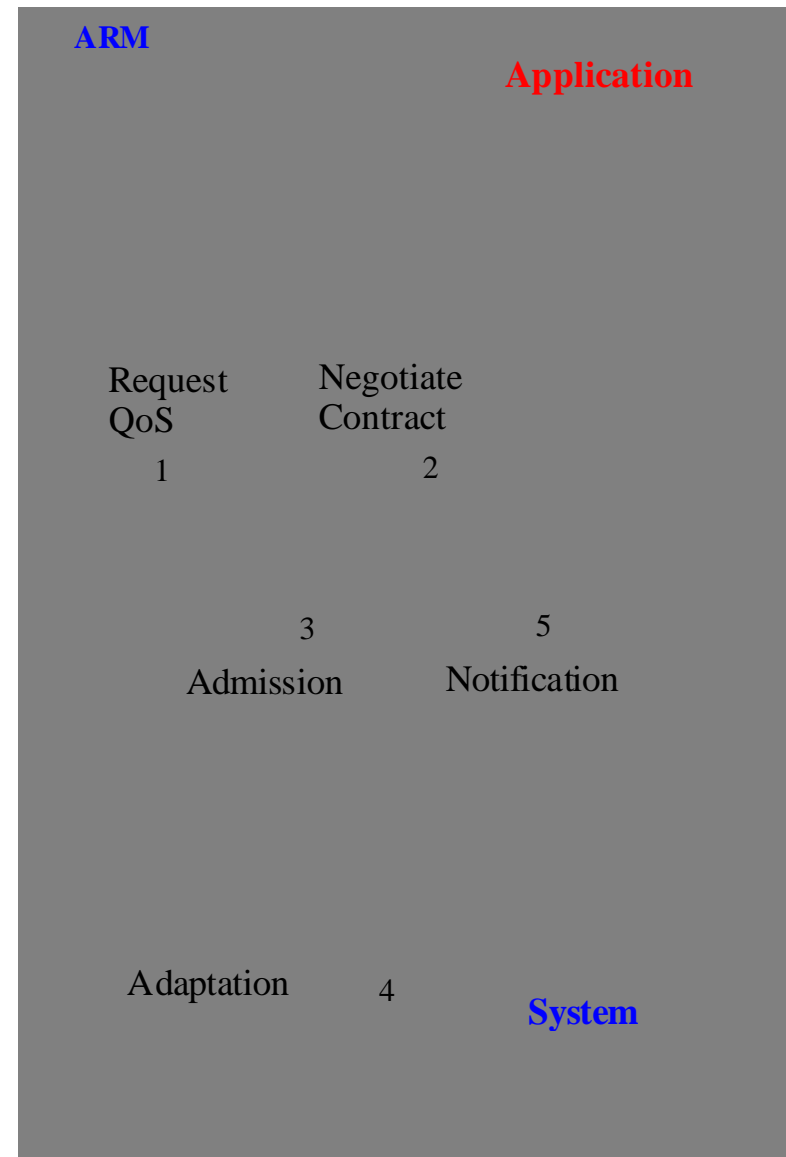 ARM
Application
Request
QoS
Negotiate
Contract
1
2
3
5
Admission
Notification
Adaptation
4
System